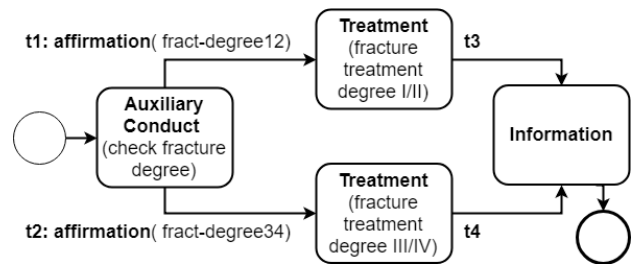 t1: affirmation( fract-degree12)
Treatment
(fracture
treatment
degree I/II)
t3
Auxiliary
Conduct
(check fracture
degree)
Information
t2: affirmation( fract-degree34)
Treatment
(fracture
treatment
degree III/IV)
t4